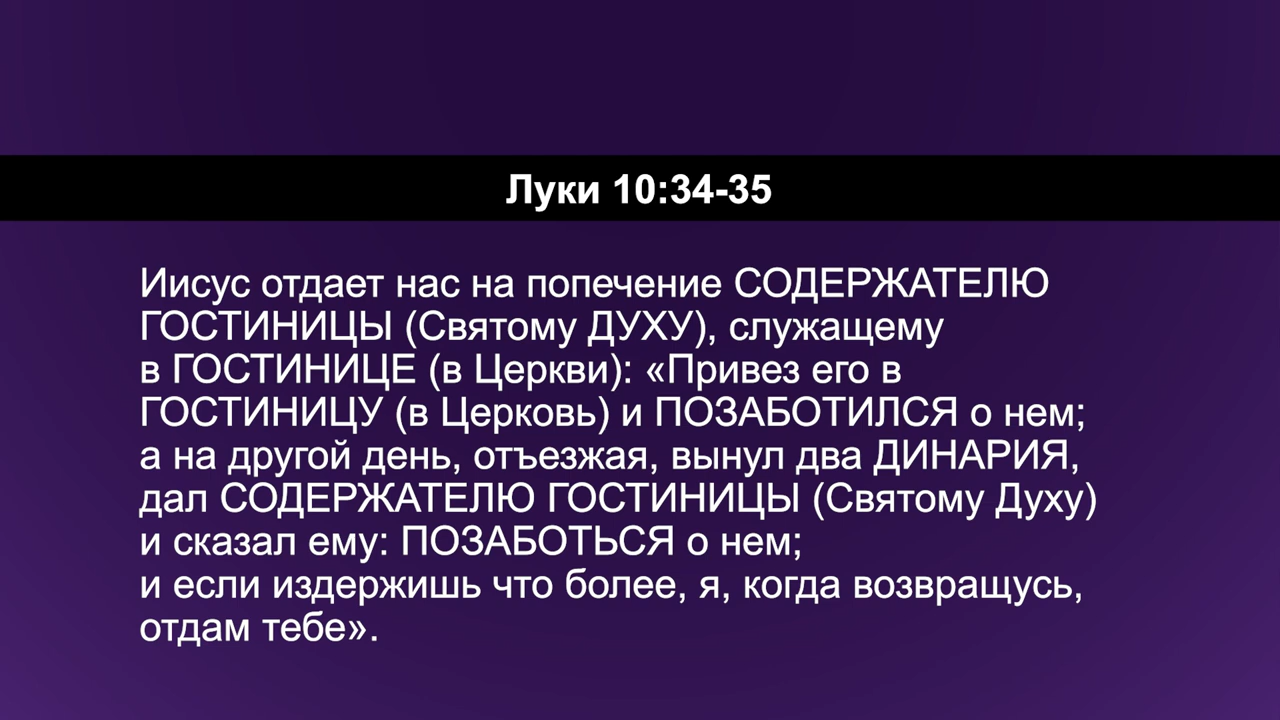 Луки 10:34-35
Иисус отдает нас на попечение СОДЕРЖАТЕЛЮ
ГОСТИНИЦЫ (Святому ДУХУ), служащему
в ГОСТИНИЦЕ (в Церкви): «Привез его в
ГОСТИНИЦУ (в Церковь) и ПОЗАБОТИЛСЯ о нем;
а на другой день, отъезжая, вынул два ДИНАРИЯ,
дал СОДЕРЖАТЕЛЮ ГОСТИНИЦЫ (Святому Духу)
и сказал ему: ПОЗАБОТЬСЯ о нем;
и если издержишь что более, я, когда возвращусь,
отдам тебе».